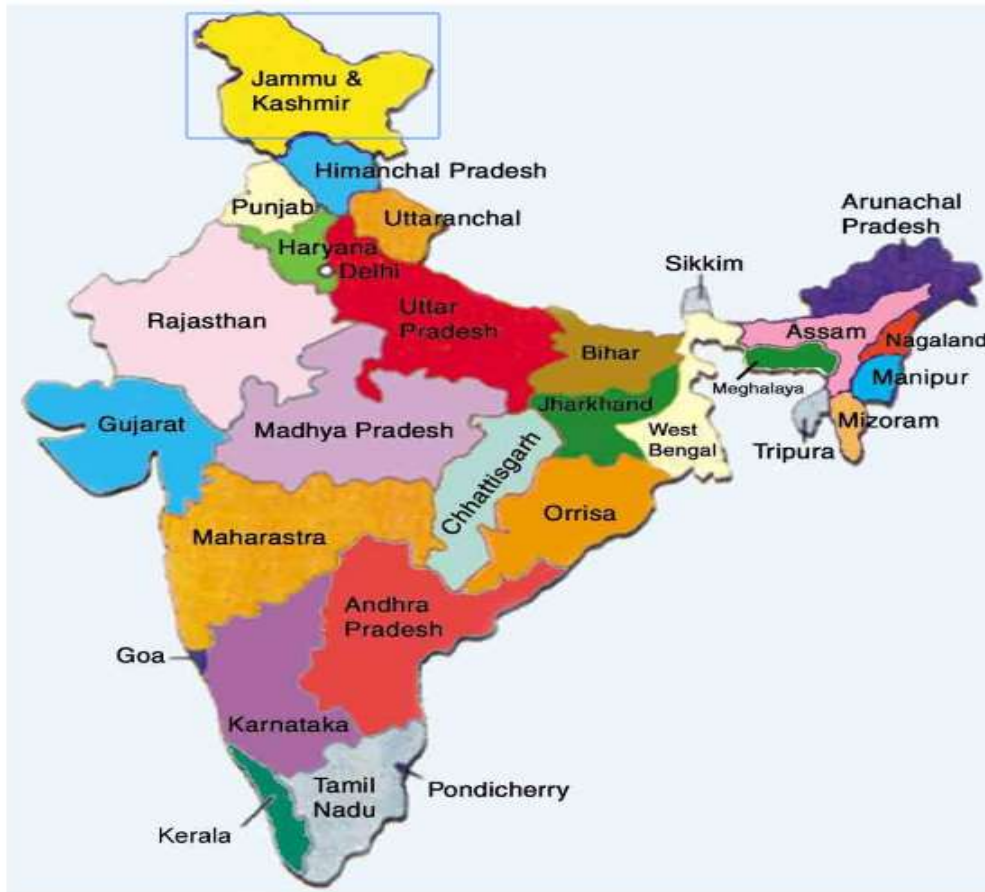 Jammu &
Kashmir
Himanchal Pradesh
Punjab
Uttaranchal
Arunachal
Pradesh
Haryana
Delhi
Sikkim
Rajasthan
Uttar
Pradesh
Bihar
Assam
Nagaland
Meghalaya
Manipur
Gujarat
Madhya Pradesh
Jharkhand
West
Bengal
Tripura
Mizoram
Chhattisgarh
Orrisa
Maharastra
Andhra
Pradesh
Goa
Karnataka
Tamil
Nadu
Pondicherry
Kerala